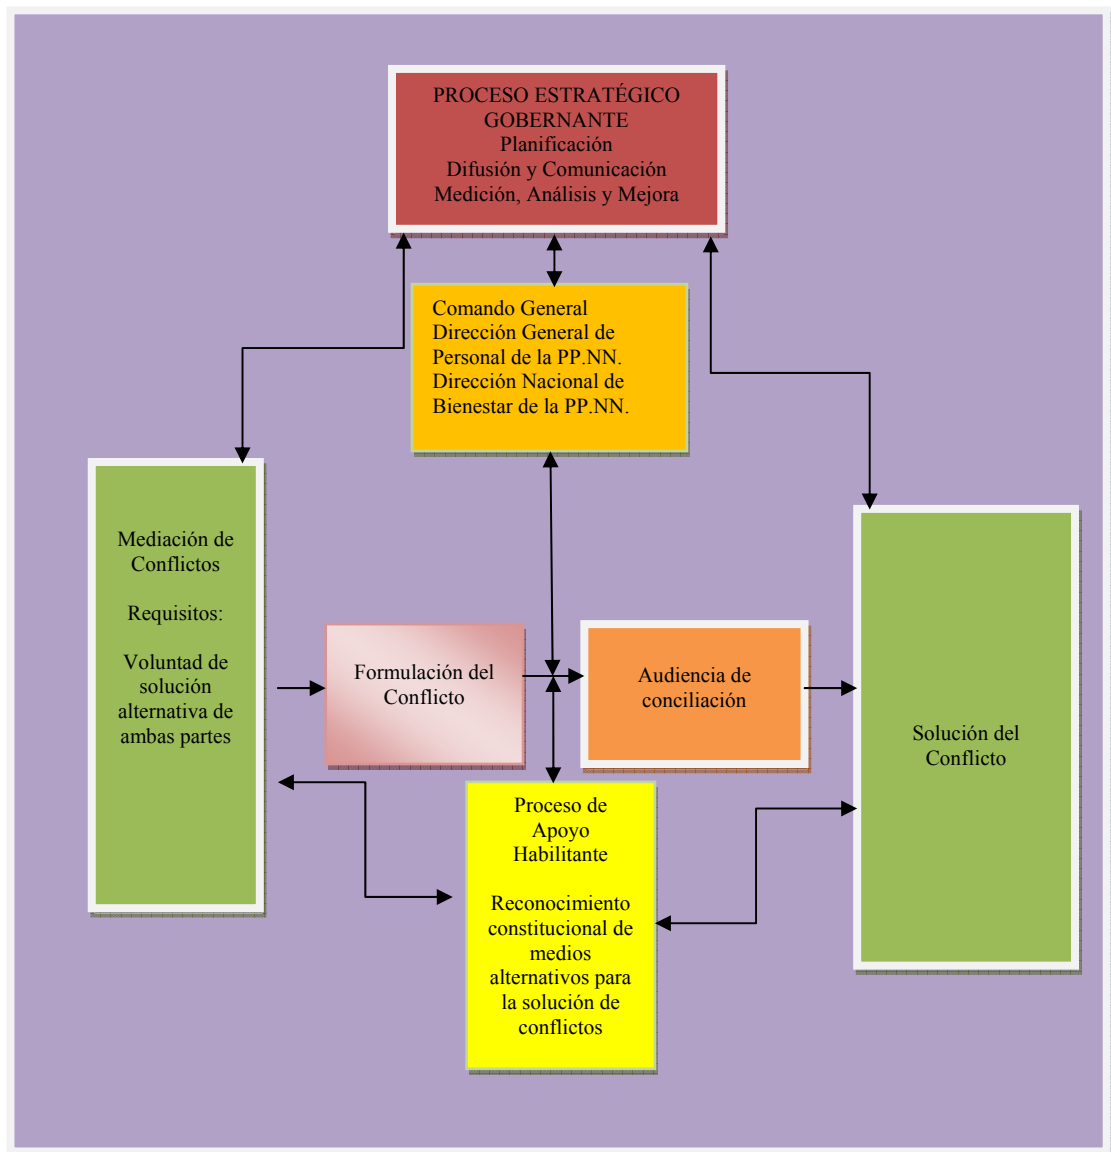 PROCESO ESTRATÉGICO
GOBERNANTE
Planificación
Difusión y Comunicación
Medición, Análisis y Mejora
Comando General
Dirección General de
Personal de la PP.NN.
Dirección Nacional de
Bienestar de la PP.NN.
Mediación de
Conflictos
Requisitos:
Voluntad de
solución
alternativa de
ambas partes
Formulación del
Conflicto
Audiencia de
conciliación
Solución del
Conflicto
Proceso de
Apoyo
Habilitante
Reconocimiento
constitucional de
medios
alternativos para
la solución de
conflictos